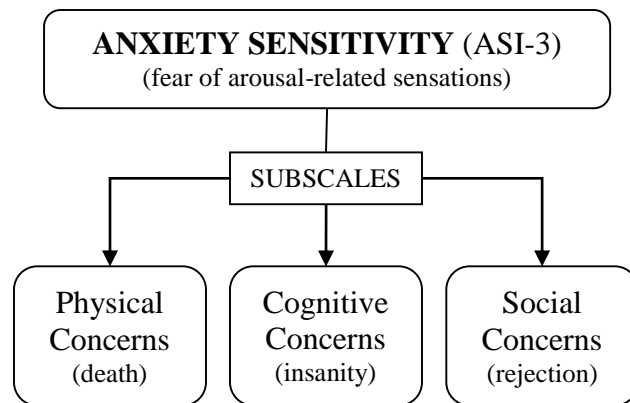 ANXIETY SENSITIVITY (ASI-3)
(fear of arousal-related sensations)
SUBSCALES
Physical
Concerns
(death)
Cognitive
Concerns
(insanity)
Social
Concerns
(rejection)